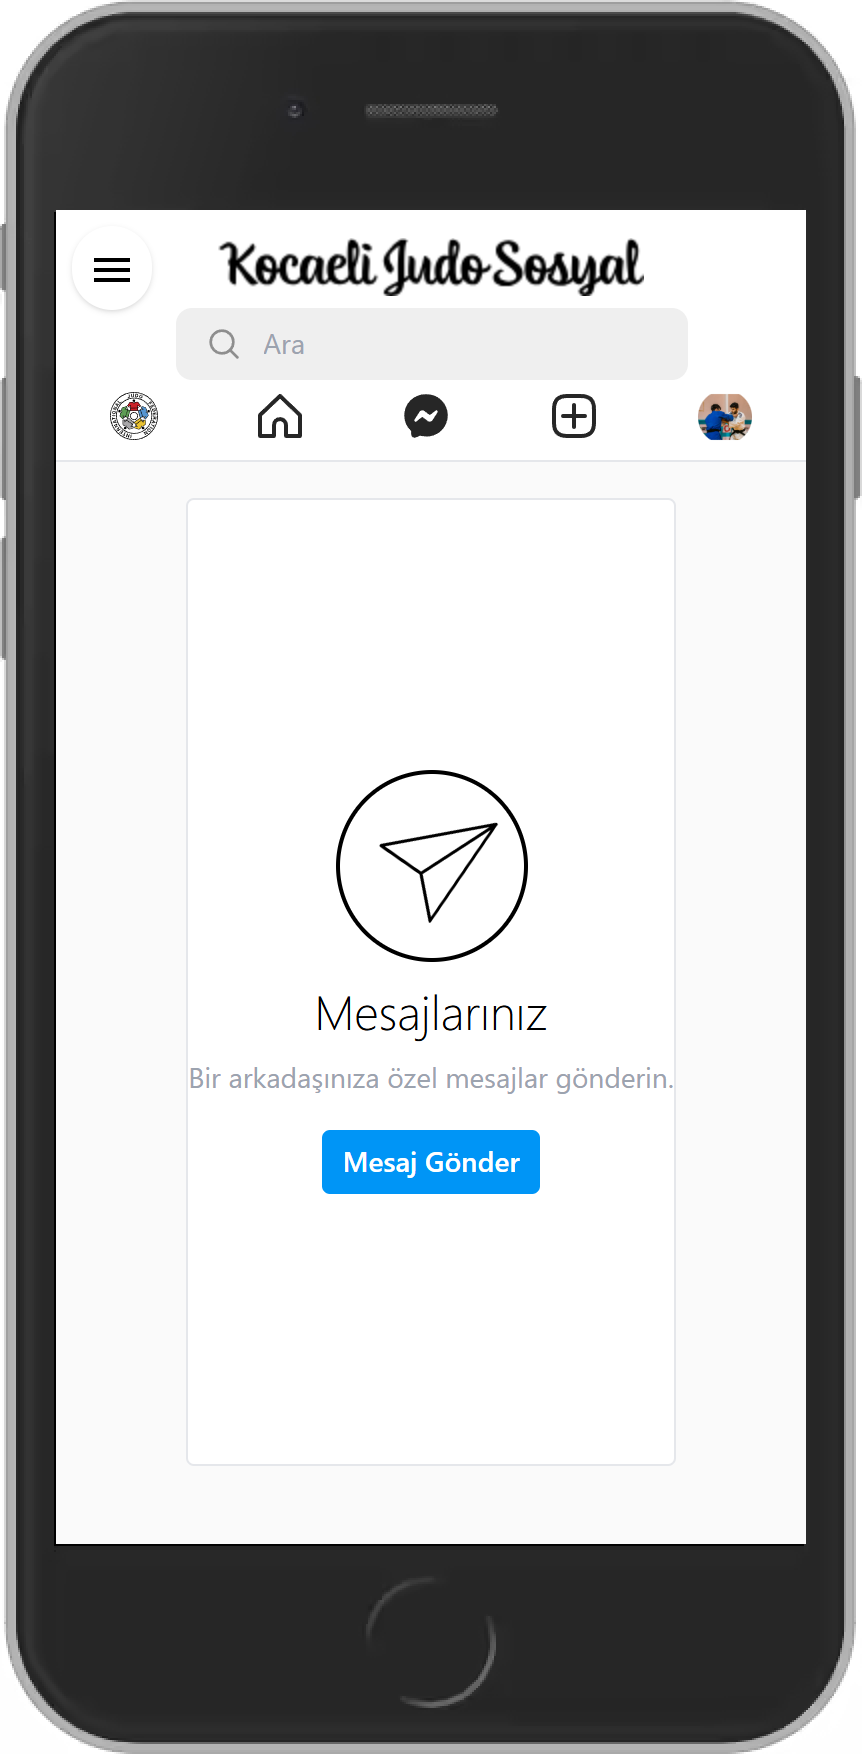 Kocaeli Judo Sosyal
Ara
Mesajlarınız
Bir arkadaşınıza özel mesajlar gönderin.
Mesaj Gönder